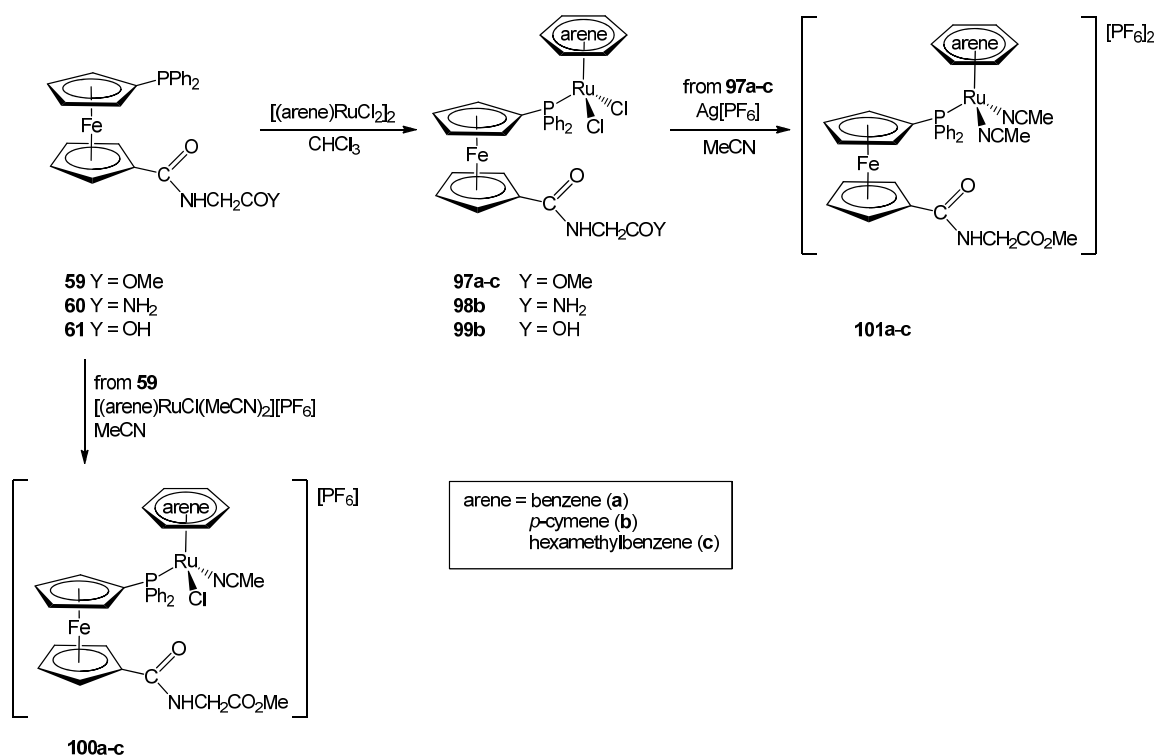 PPh2
Fe
O
C
NHCH2COY
59 Y = OMe
60 Y = NH2
61 Y = OH
[(arene)RuCl2]2
CHCl3
arene
Ru
Cl
Cl
P
Ph2
Fe
O
C
NHCH2COY
97a-c Y = OMe
98b Y = NH2
99b Y = OH
from 97a-c
Ag[PF6]
MeCN
[PF6]2
arene
Ru
NCMe
NCMe
P
Ph2
Fe
O
C
NHCH2CO2Me
101a-c
from 59
[(arene)RuCl(MeCN)2][PF6]
MeCN
[PF6]
arene
Ru
NCMe
Cl
P
Ph2
Fe
O
C
NHCH2CO2Me
100a-c
arene = benzene (a)
p-cymene (b)
hexamethylbenzene (c)